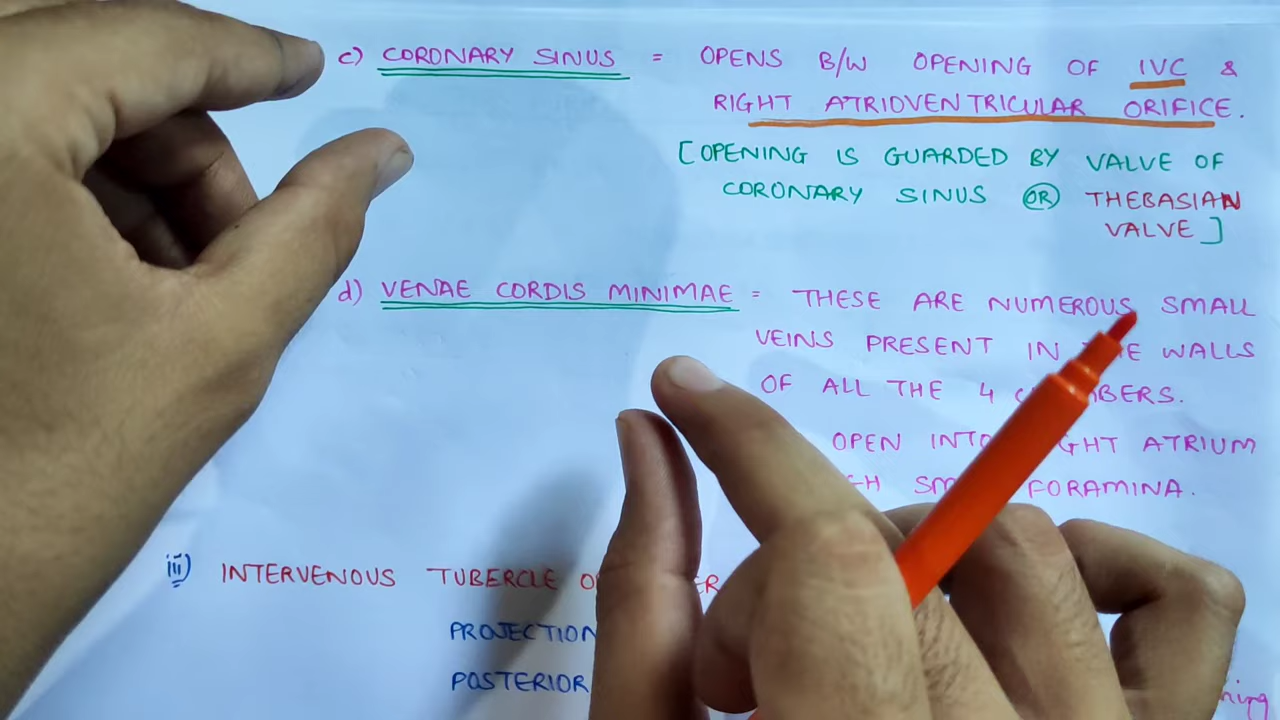 c) CORONARY SINUS = OPENS B/W OPENING OF IVC &
RIGHT ATRIOVENTRICULAR ORIFICE.
[OPENING IS GUARDED BY VALVE OF
CORONARY SINUS OR THEBASIAN
VALVE]
d) VENAE CORDIS MINIMAE = THESE ARE NUMEROUS SMALL
VEINS PRESENT IN WALLS
OF ALL THE 4
OPEN INTO ATRIUM
FORAMINA.
iii) INTERVENOUS TUBERCLE
PROJECTION
POSTERIOR